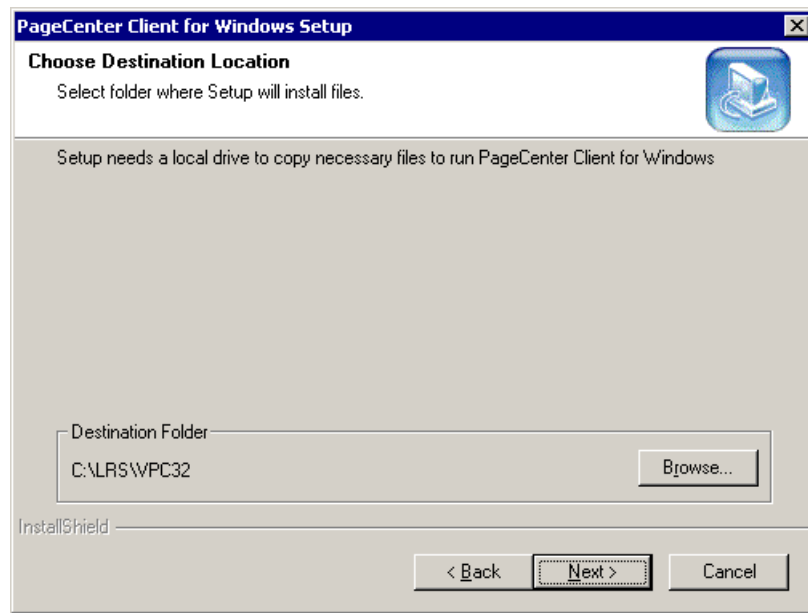 PageCenter Client for Windows Setup
Choose Destination Location
Select folder where Setup will install files.
Setup needs a local drive to copy necessary files to run PageCenter Client for Windows
Destination Folder
C:\LRS\VPC32
Browse...
InstallShield
< Back
Next >
Cancel